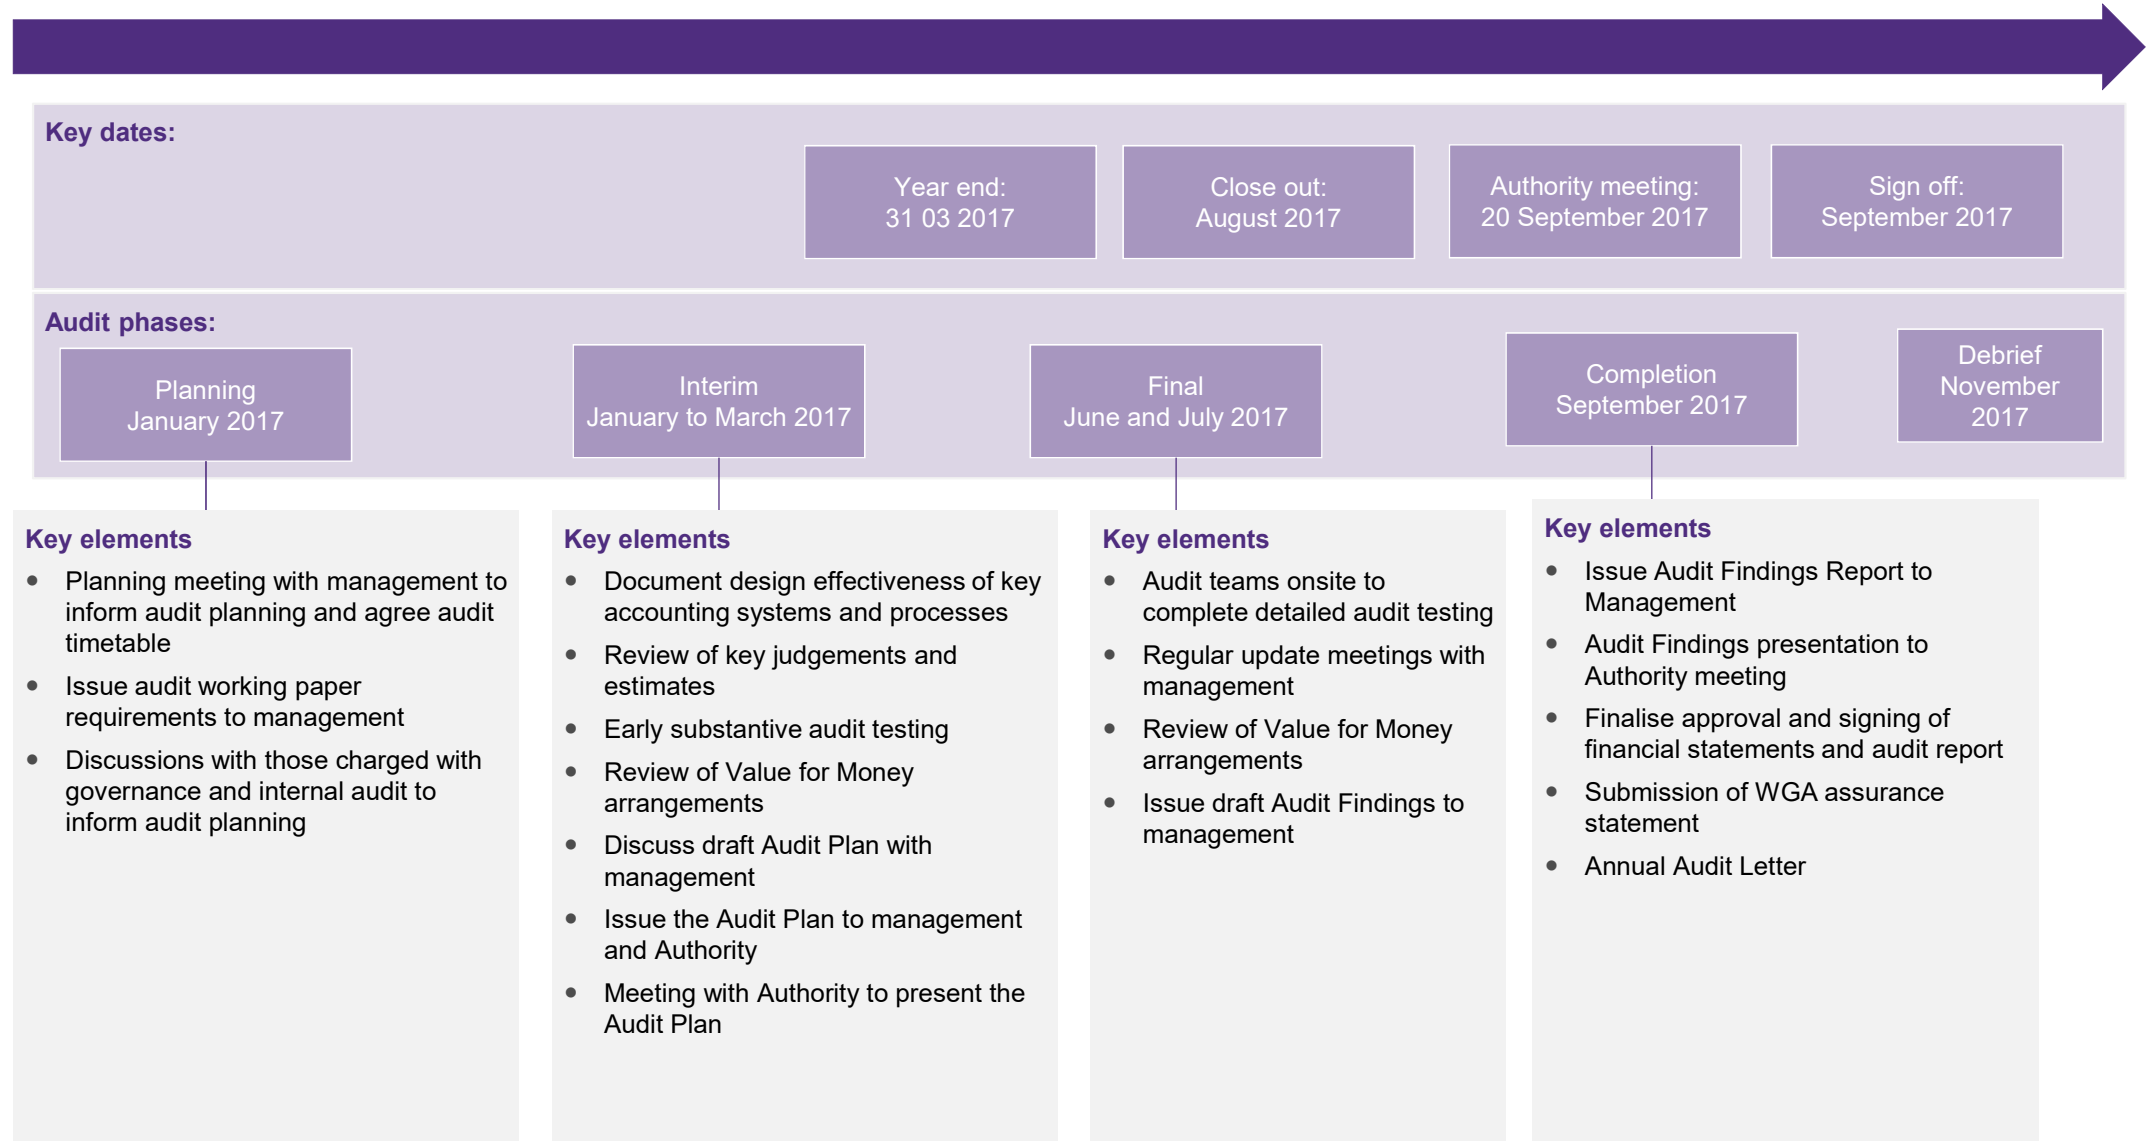 Key dates:
Year end:
31 03 2017
Close out:
August 2017
Authority meeting:
20 September 2017
Sign off:
September 2017
Audit phases:
Planning
January 2017
Interim
January to March 2017
Final
June and July 2017
Completion
September 2017
Debrief
November
2017
Key elements
• Planning meeting with management to
inform audit planning and agree audit
timetable
• Issue audit working paper
requirements to management
• Discussions with those charged with
governance and internal audit to
inform audit planning
Key elements
• Document design effectiveness of key
accounting systems and processes
• Review of key judgements and
estimates
• Early substantive audit testing
• Review of Value for Money
arrangements
• Discuss draft Audit Plan with
management
• Issue the Audit Plan to management
and Authority
• Meeting with Authority to present the
Audit Plan
Key elements
• Audit teams onsite to
complete detailed audit testing
• Regular update meetings with
management
• Review of Value for Money
arrangements
• Issue draft Audit Findings to
management
Key elements
• Issue Audit Findings Report to
Management
• Audit Findings presentation to
Authority meeting
• Finalise approval and signing of
financial statements and audit report
• Submission of WGA assurance
statement
• Annual Audit Letter